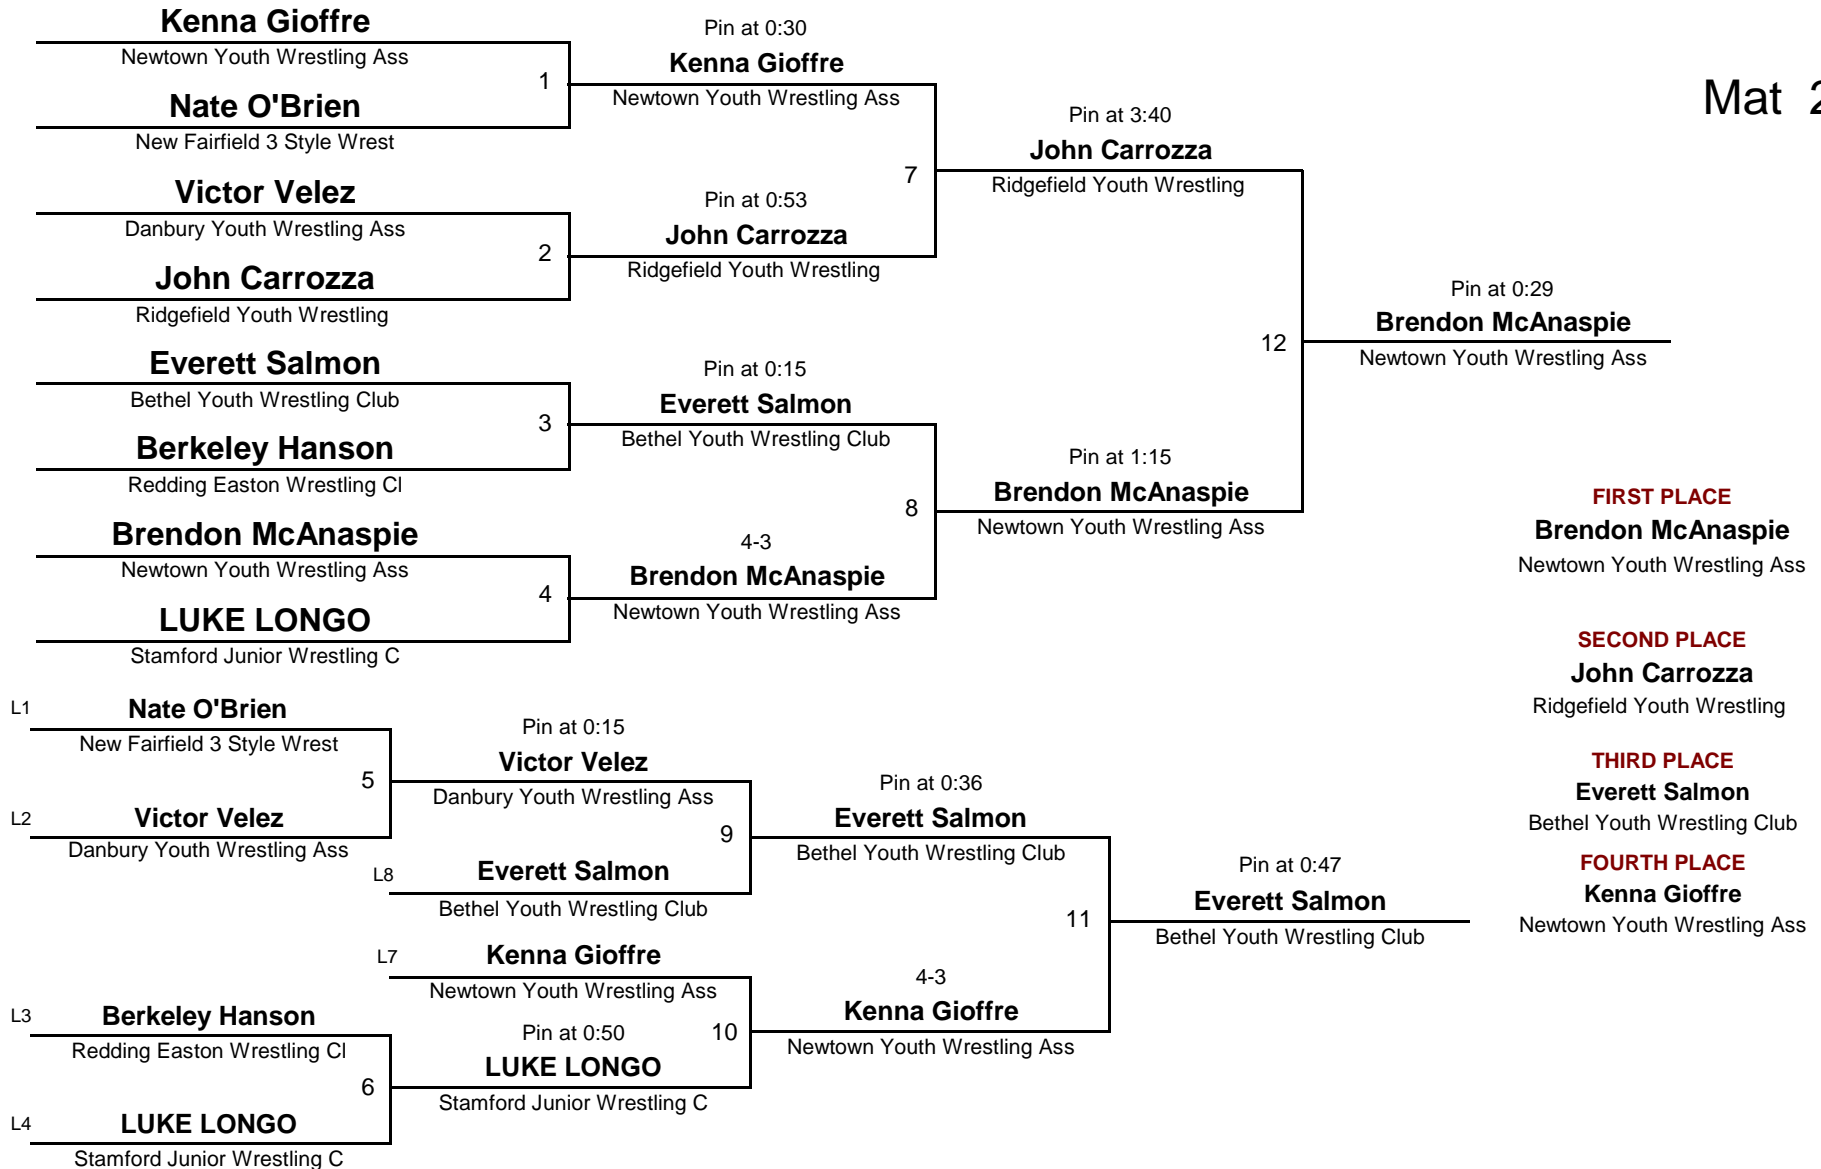 Kenna Gioffre
Newtown Youth Wrestling Ass
1
Nate O'Brien
New Fairfield 3 Style Wrest
Victor Velez
Danbury Youth Wrestling Ass
2
John Carrozza
Ridgefield Youth Wrestling
Everett Salmon
Bethel Youth Wrestling Club
3
Berkeley Hanson
Redding Easton Wrestling Cl
Brendon McAnaspie
Newtown Youth Wrestling Ass
4
LUKE LONGO
Stamford Junior Wrestling C
Pin at 0:30
Kenna Gioffre
Newtown Youth Wrestling Ass
7
Pin at 0:53
John Carrozza
Ridgefield Youth Wrestling
Pin at 0:15
Everett Salmon
Bethel Youth Wrestling Club
8
4-3
Brendon McAnaspie
Newtown Youth Wrestling Ass
Pin at 3:40
John Carrozza
Ridgefield Youth Wrestling
12
Pin at 1:15
Brendon McAnaspie
Newtown Youth Wrestling Ass
Mat 2
Pin at 0:29
Brendon McAnaspie
Newtown Youth Wrestling Ass
L1
Nate O'Brien
New Fairfield 3 Style Wrest
5
L2
Victor Velez
Danbury Youth Wrestling Ass
L3
Berkeley Hanson
Redding Easton Wrestling Cl
6
L4
LUKE LONGO
Stamford Junior Wrestling C
Pin at 0:15
Victor Velez
Danbury Youth Wrestling Ass
9
L8
Everett Salmon
Bethel Youth Wrestling Club
L7
Kenna Gioffre
Newtown Youth Wrestling Ass
10
Pin at 0:50
LUKE LONGO
Stamford Junior Wrestling C
Pin at 0:36
Everett Salmon
Bethel Youth Wrestling Club
11
4-3
Kenna Gioffre
Newtown Youth Wrestling Ass
Pin at 0:47
Everett Salmon
Bethel Youth Wrestling Club
FIRST PLACE
Brendon McAnaspie
Newtown Youth Wrestling Ass
SECOND PLACE
John Carrozza
Ridgefield Youth Wrestling
THIRD PLACE
Everett Salmon
Bethel Youth Wrestling Club
FOURTH PLACE
Kenna Gioffre
Newtown Youth Wrestling Ass